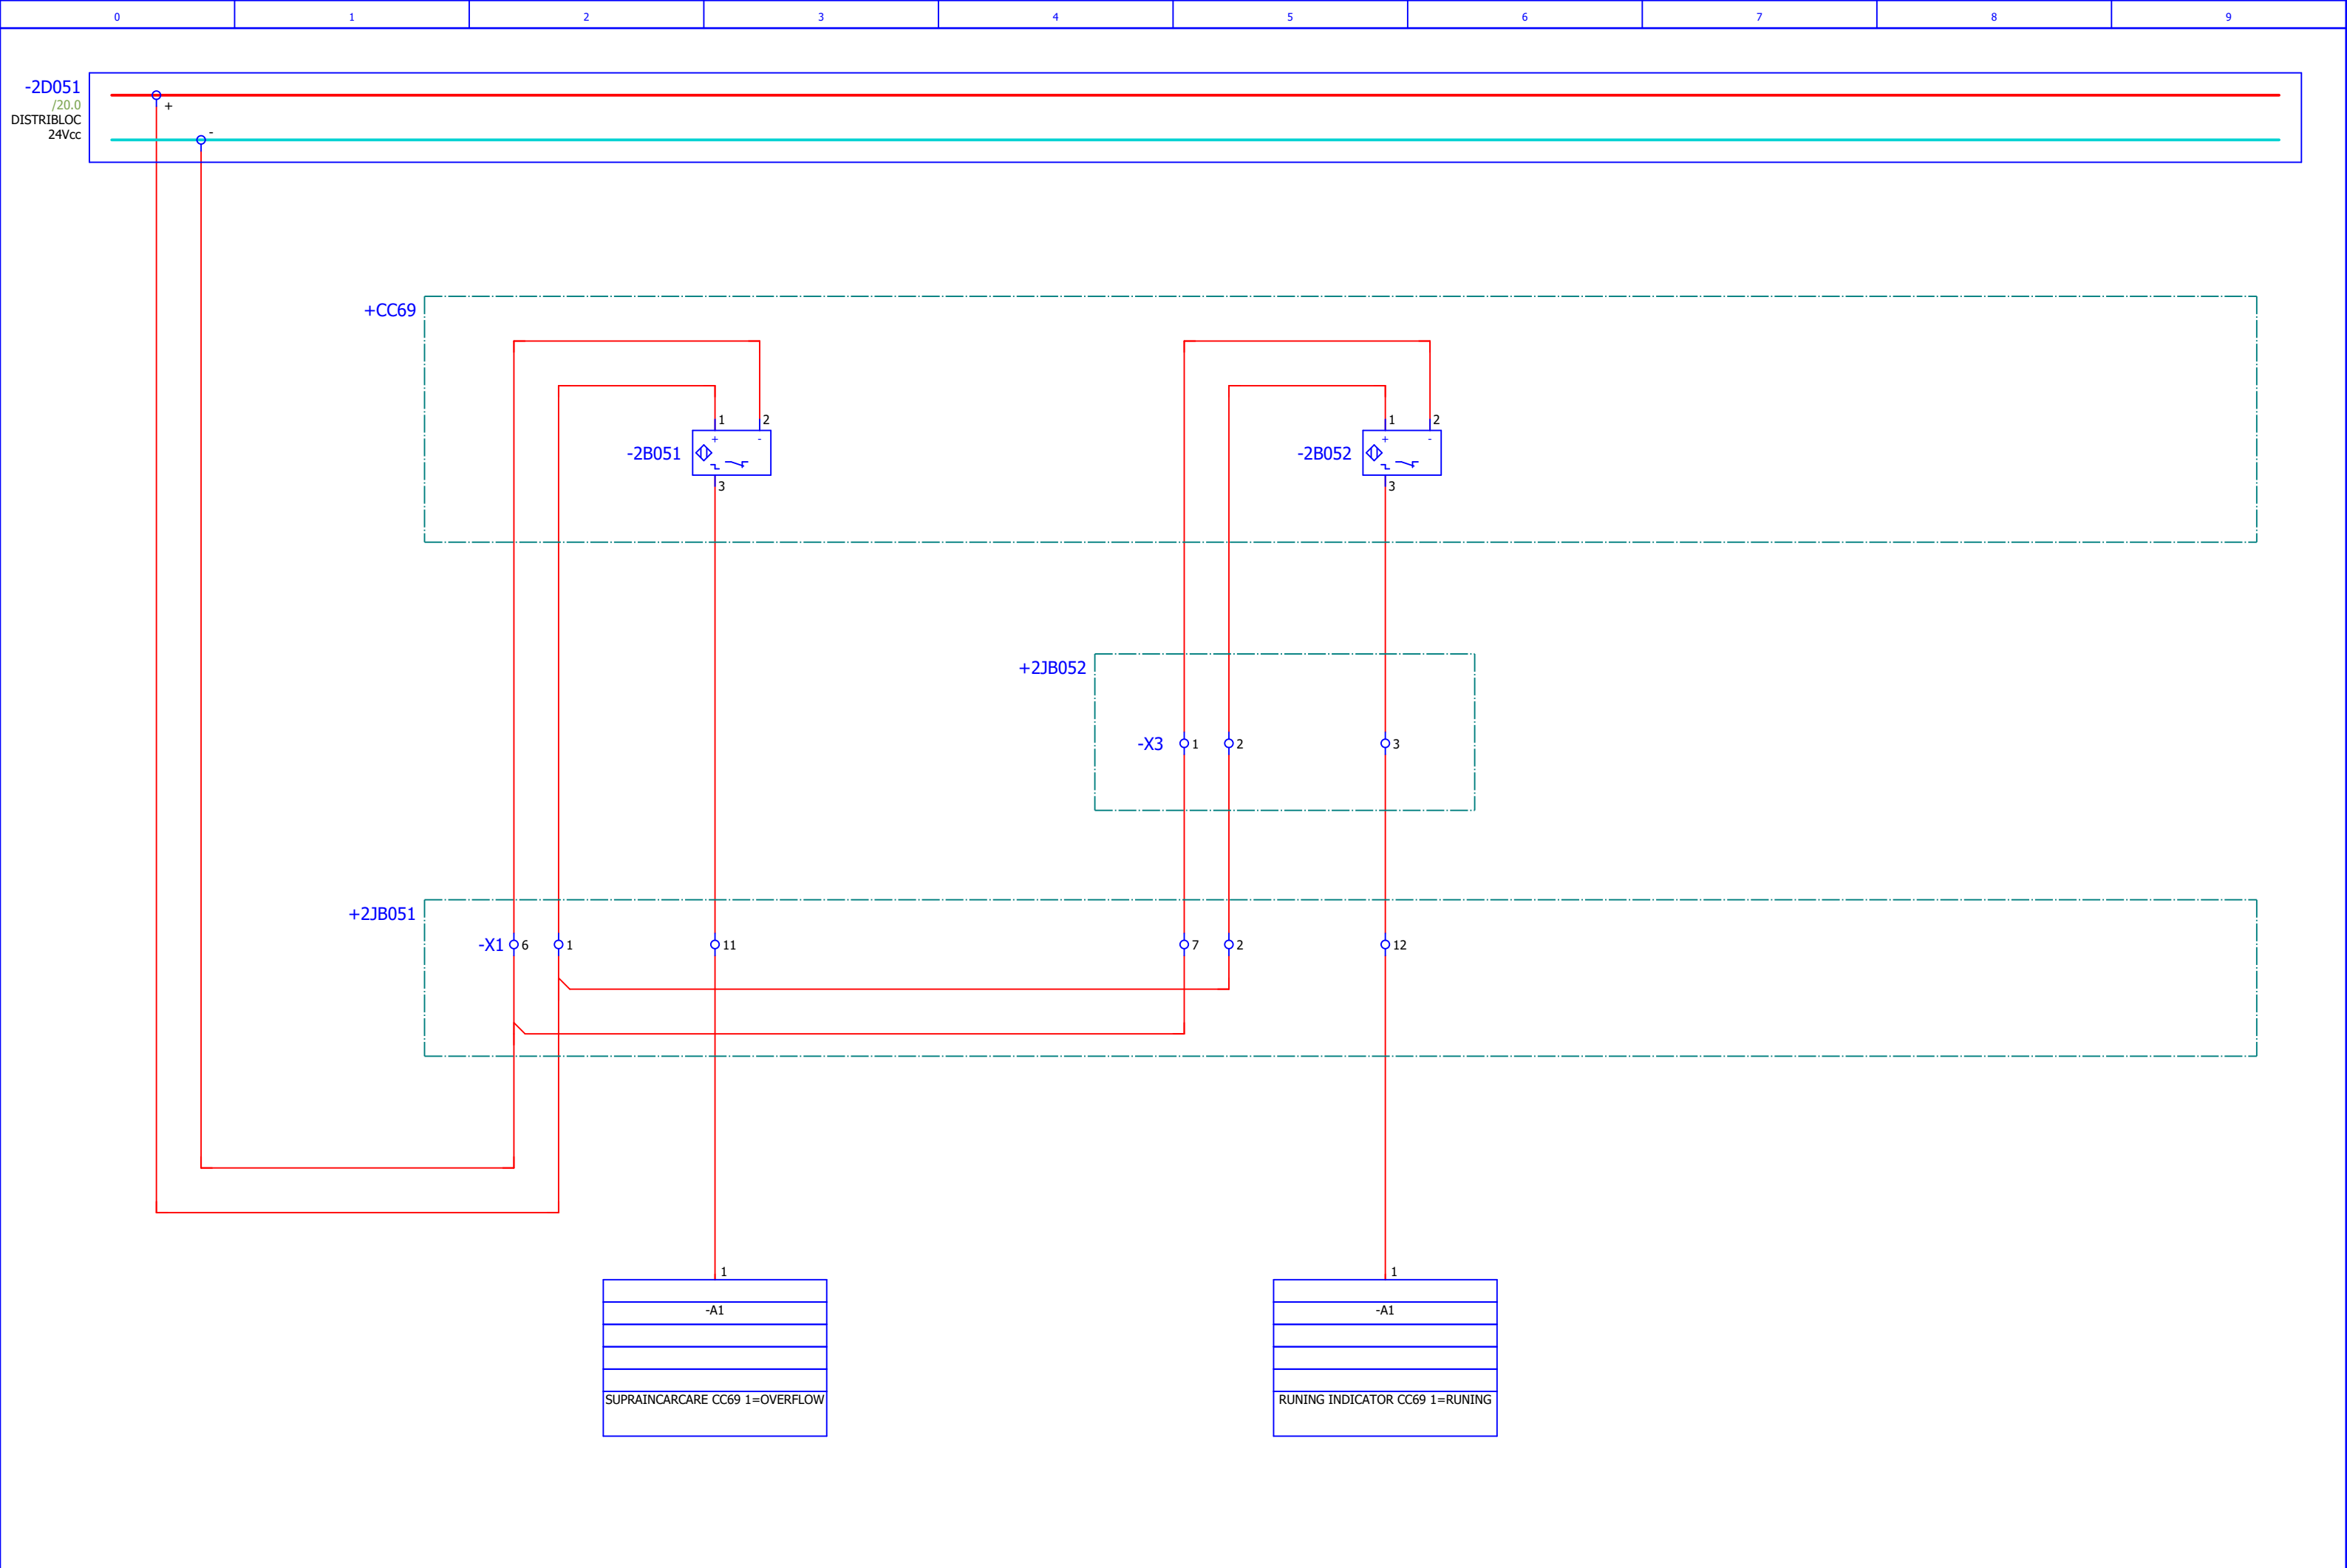 0 1 2 3 4 5 6 7 8 9
-2D051
/20.0
DISTRIBLOC
24Vcc
+
-
+CC69
1 2
+ -
-2B051
3
1 2
+ -
-2B052
3
+2JB052
-X3 1 2 3
+2JB051
-X1 6 1 11 7 2 12
1
-A1
SUPRAINCARCARE CC69 1=OVERFLOW
1
-A1
RUNING INDICATOR CC69 1=RUNING